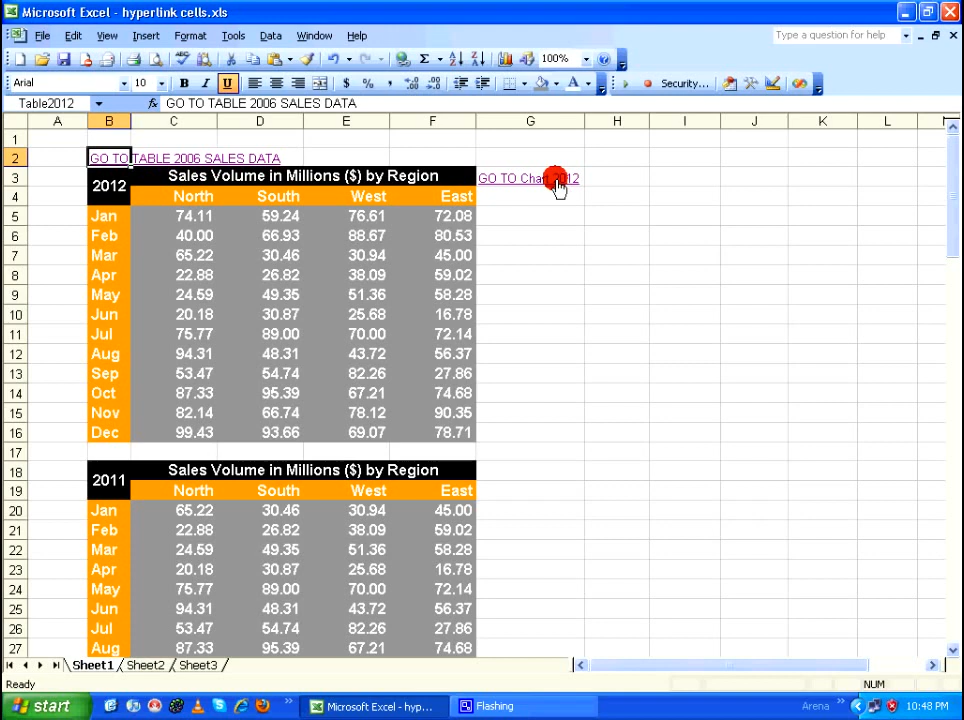 Microsoft Excel - hyperlink cells.xls
File Edit View Insert Format Tools Data Window Help Type a question for help
100%
Arial 10 B I U $ % , Security...
Table2012 fx GO TO TABLE 2006 SALES DATA
A B C D E F G H I J K L
1
2 GO TO TABLE 2006 SALES DATA
3 2012 Sales Volume in Millions ($) by Region GO TO Chart 2012
4 North South West East
5 Jan 74.11 59.24 76.61 72.08
6 Feb 40.00 66.93 88.67 80.53
7 Mar 65.22 30.46 30.94 45.00
8 Apr 22.88 26.82 38.09 59.02
9 May 24.59 49.35 51.36 58.28
10 Jun 20.18 30.87 25.68 16.78
11 Jul 75.77 89.00 70.00 72.14
12 Aug 94.31 48.31 43.72 56.37
13 Sep 53.47 54.74 82.26 27.86
14 Oct 87.33 95.39 67.21 74.68
15 Nov 82.14 66.74 78.12 90.35
16 Dec 99.43 93.66 69.07 78.71
17
18 2011 Sales Volume in Millions ($) by Region
19 North South West East
20 Jan 65.22 30.46 30.94 45.00
21 Feb 22.88 26.82 38.09 59.02
22 Mar 24.59 49.35 51.36 58.28
23 Apr 20.18 30.87 25.68 16.78
24 May 75.77 89.00 70.00 72.14
25 Jun 94.31 48.31 43.72 56.37
26 Jul 53.47 54.74 82.26 27.86
27 Aug 87.33 95.39 67.21 74.68
Sheet1 Sheet2 Sheet3
Ready NUM
start Microsoft Excel - hyp... Flashing Arena 10:48 PM